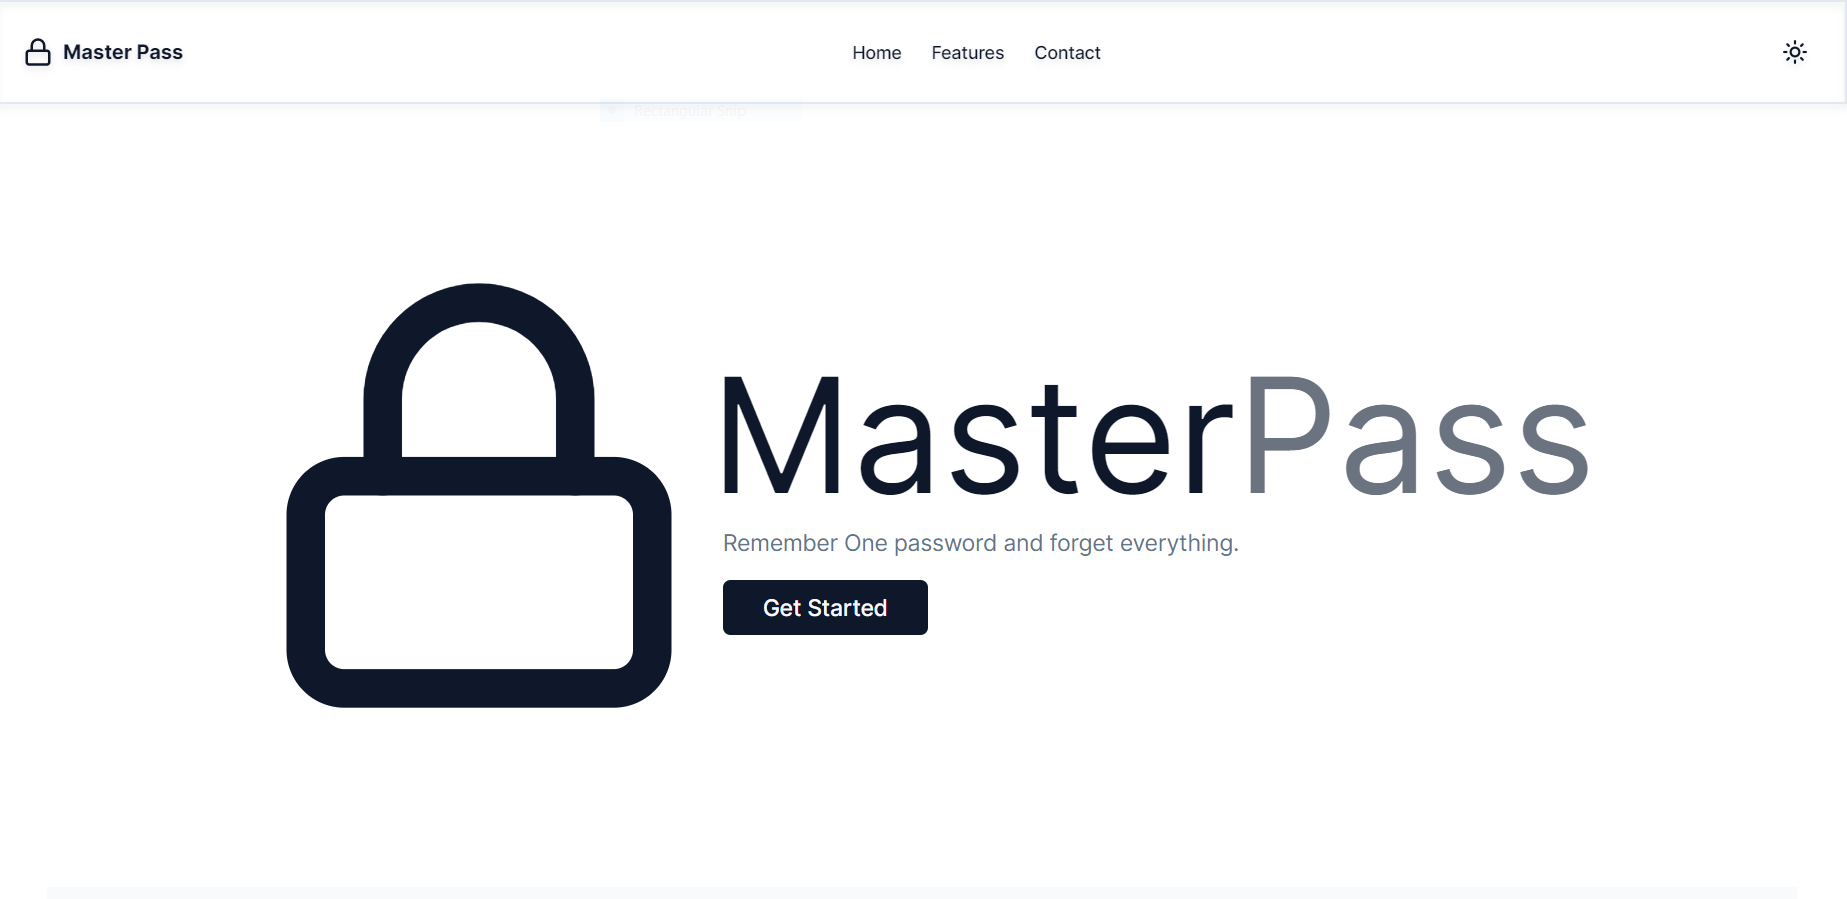 Master Pass
Home Features Contact
Rectangular Snip
MasterPass
Remember One password and forget everything.
Get Started